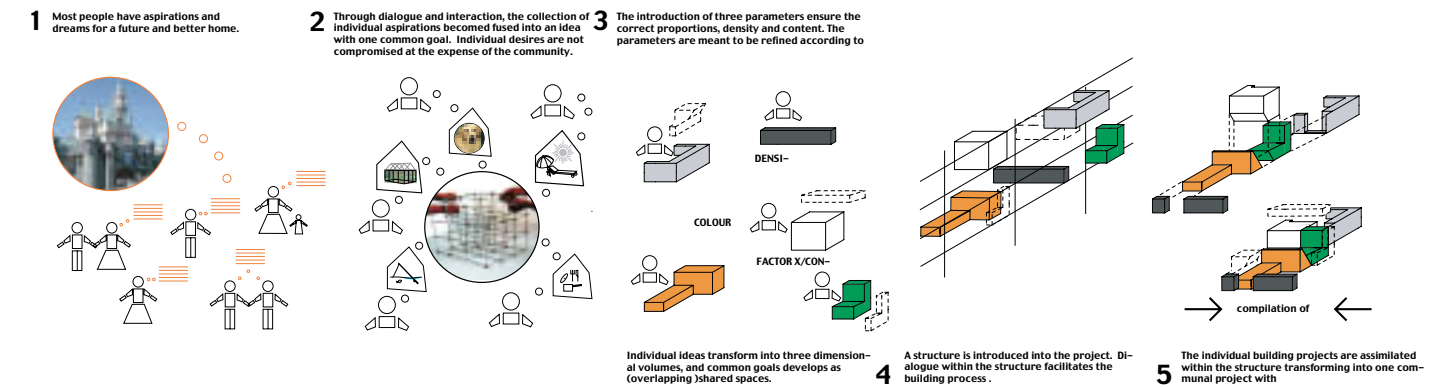 1
Most people have aspirations and
dreams for a future and better home.
2
Through dialogue and interaction, the collection of
individual aspirations becomed fused into an idea
with one common goal.  Individual desires are not
compromised at the expense of the community.
3
The introduction of three parameters ensure the
correct proportions, density and content. The
parameters are meant to be refined according to
DENSI–
COLOUR
FACTOR X/CON–
Individual ideas transform into three dimension–
al volumes, and common goals develops as
(overlapping )shared spaces.
4
A structure is introduced into the project.  Di–
alogue within the structure facilitates the
building process .
compilation of
5
The individual building projects are assimilated
within the structure transforming into one com–
munal project with